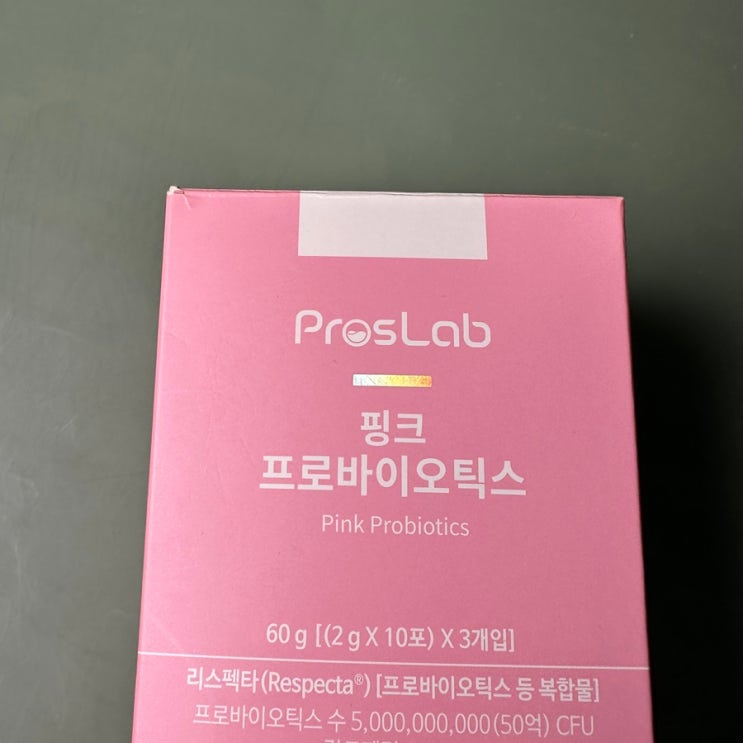 ProsLab
핑크
프로바이오틱스
Pink Probiotics
60 g [(2 g X 10포) X 3개입]
리스펙타(Respecta®) [프로바이오틱스 등 복합물]
프로바이오틱스 수 5,000,000,000(50억) CFU